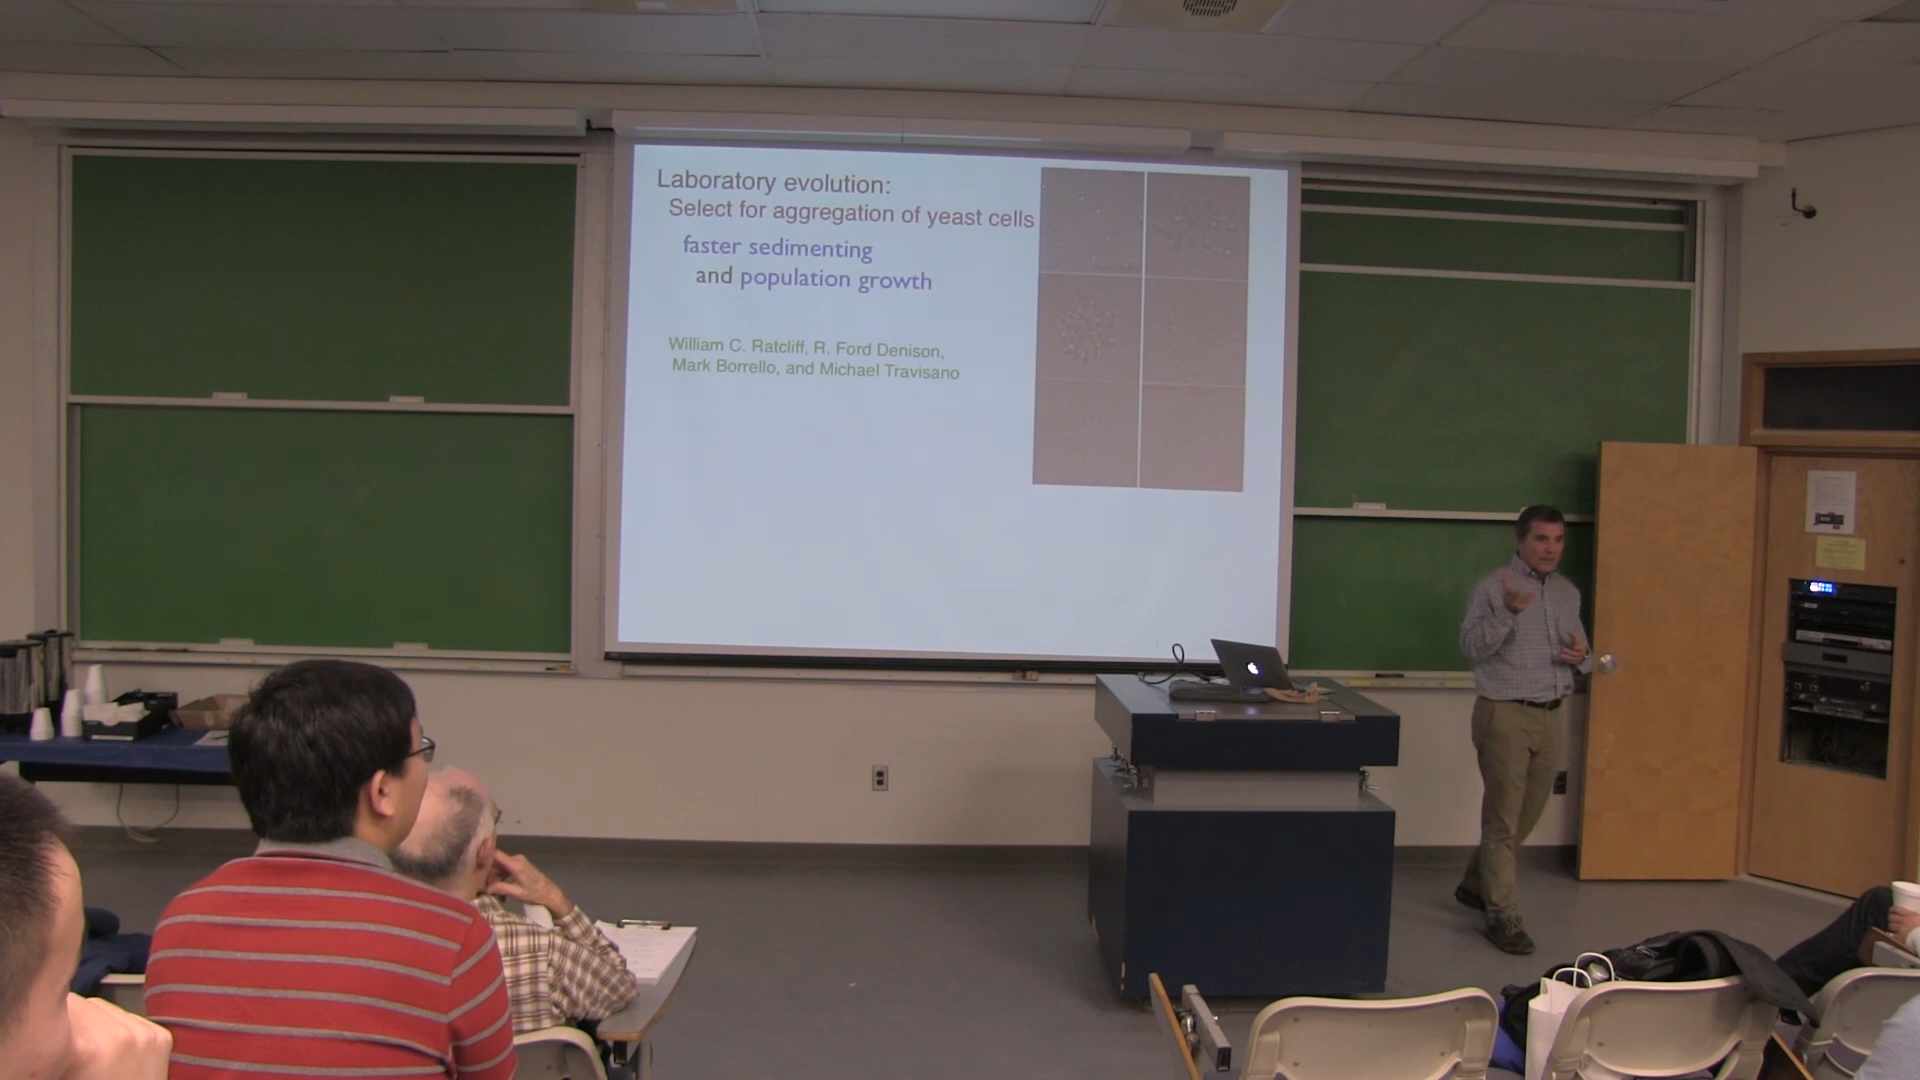 Laboratory evolution:
Select for aggregation of yeast cells
faster sedimenting
and population growth
William C. Ratcliff, R. Ford Denison,
Mark Borrello, and Michael Travisano